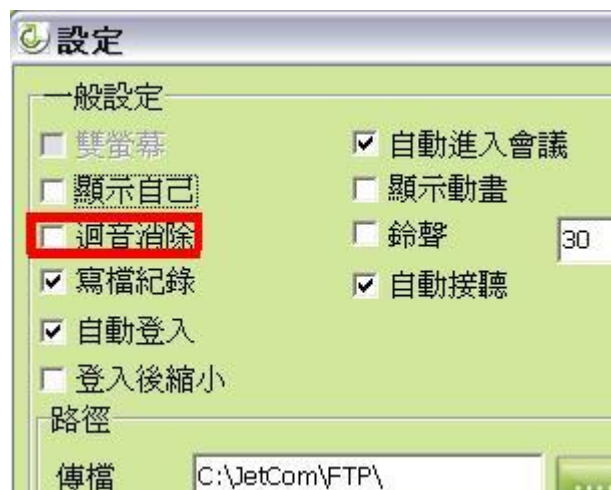 設定
一般設定
雙螢幕
自動進入會議
顯示自己
顯示動畫
迴音消除
鈴聲 30
寫檔紀錄
自動接聽
自動登入
登入後縮小
路徑
傳檔 C:\JetCom\FTP\ ...